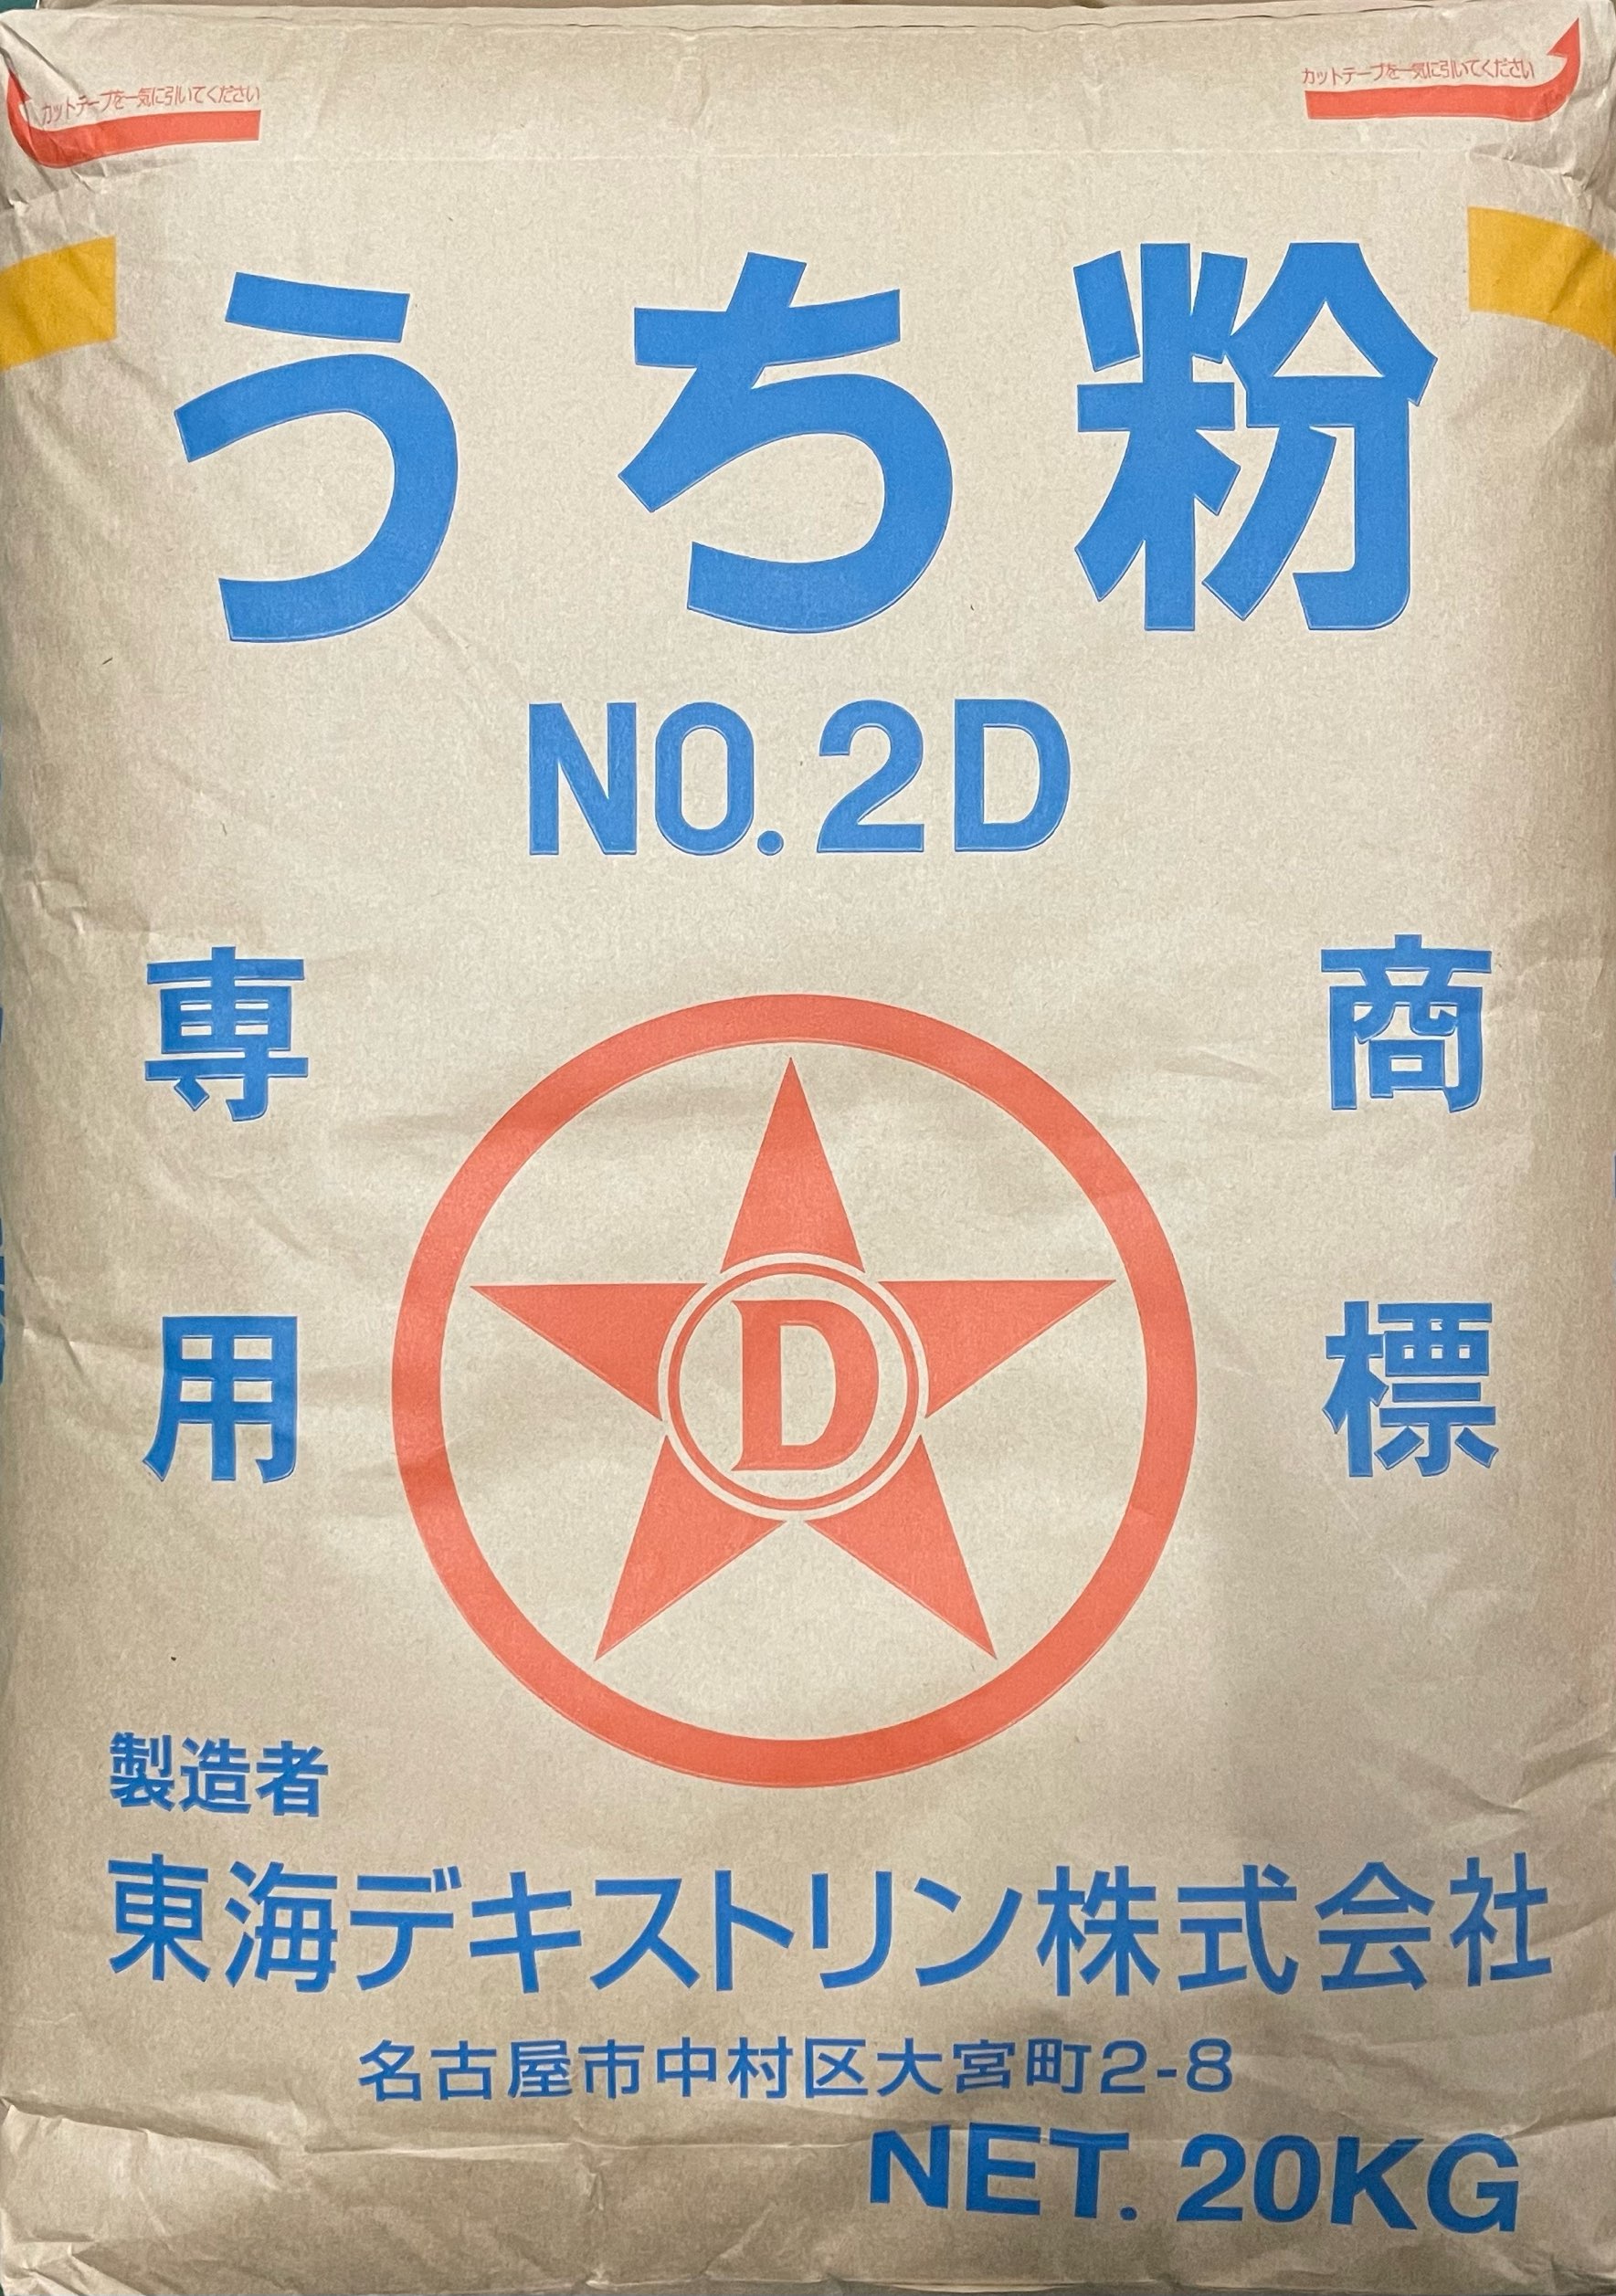 カットテープを一気に引いてください
カットテープを一気に引いてください
うち粉
NO.2D
商標
専用
D
製造者
東海デキストリン株式会社
名古屋市中村区大宮町2-8
NET. 20KG